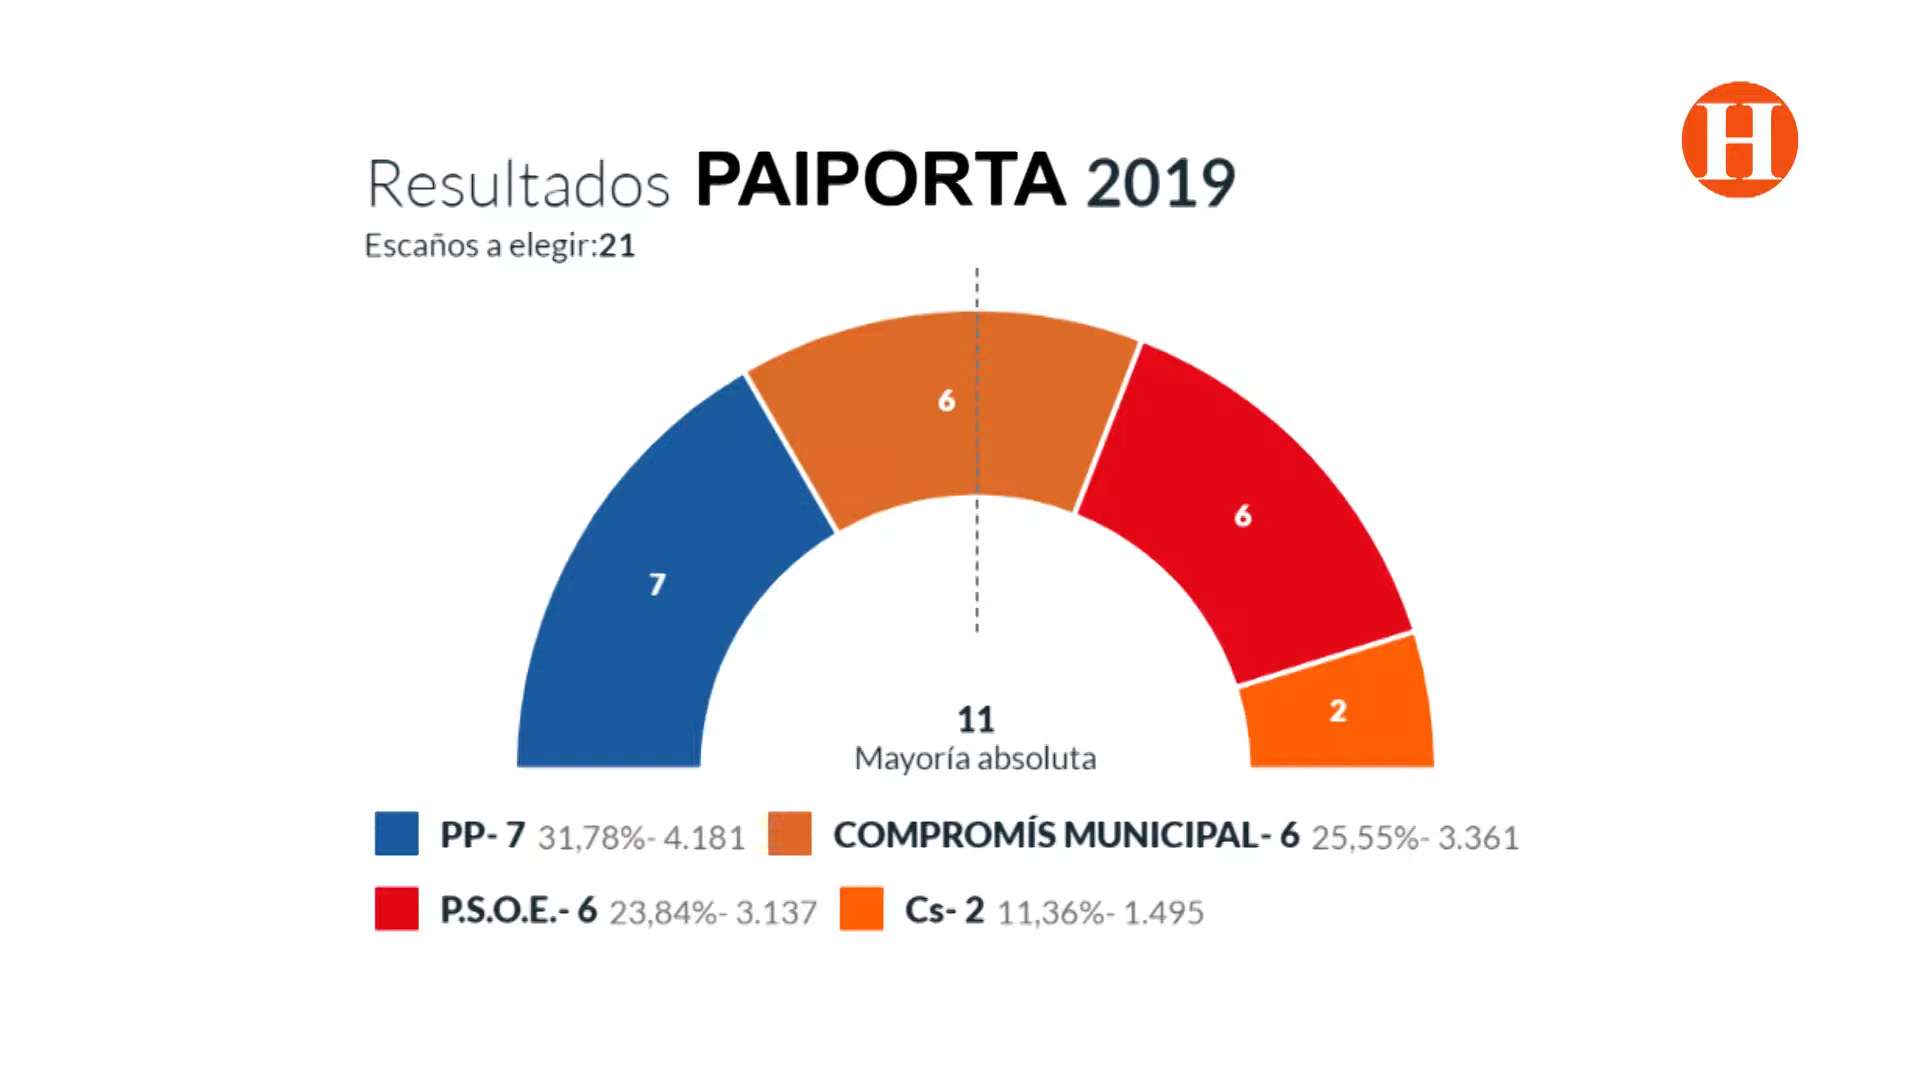 H
Resultados PAIPORTA 2019
Escaños a elegir:21
6
6
7
2
11
Mayoría absoluta
PP- 7 31,78%- 4.181 COMPROMÍS MUNICIPAL- 6 25,55%- 3.361
P.S.O.E.- 6 23,84%- 3.137 Cs- 2 11,36%- 1.495